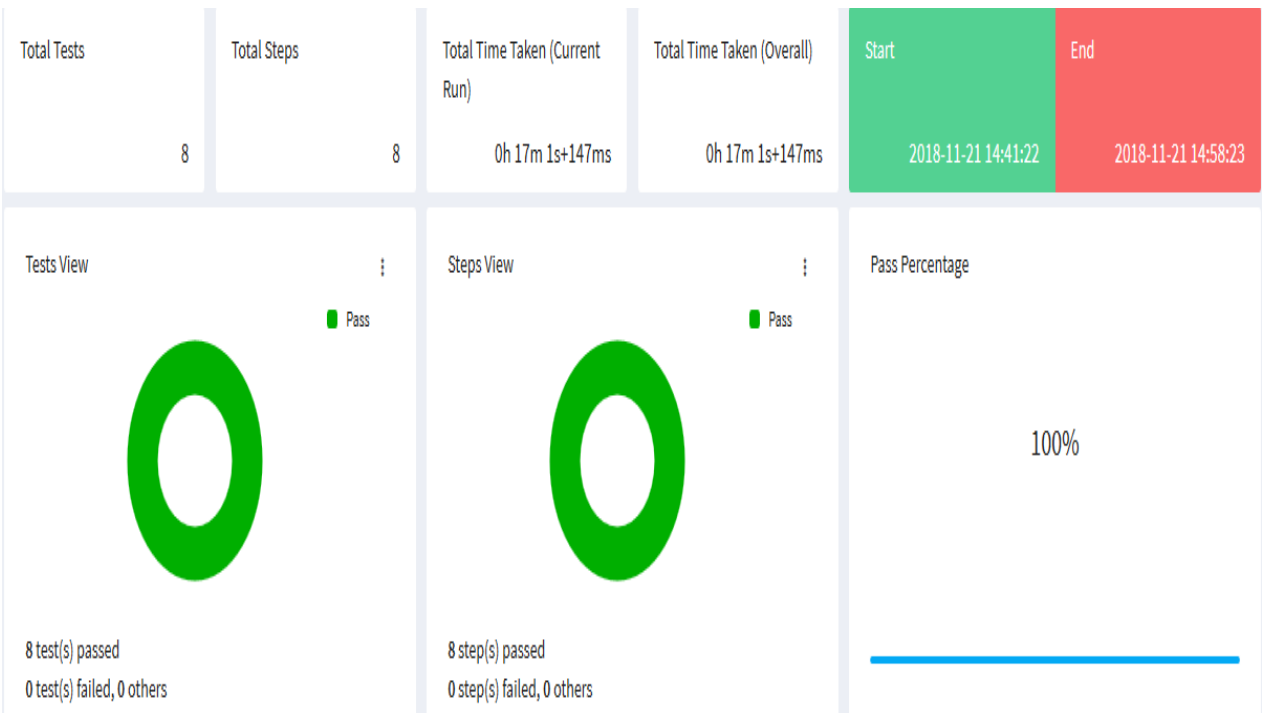 Total Tests
8
Total Steps
8
Total Time Taken (Current
Run)
0h 17m 1s+147ms
Total Time Taken (Overall)
0h 17m 1s+147ms
Start
2018-11-21 14:41:22
End
2018-11-21 14:58:23
Tests View
Pass
8 test(s) passed
0 test(s) failed, 0 others
Steps View
Pass
8 step(s) passed
0 step(s) failed, 0 others
Pass Percentage
100%